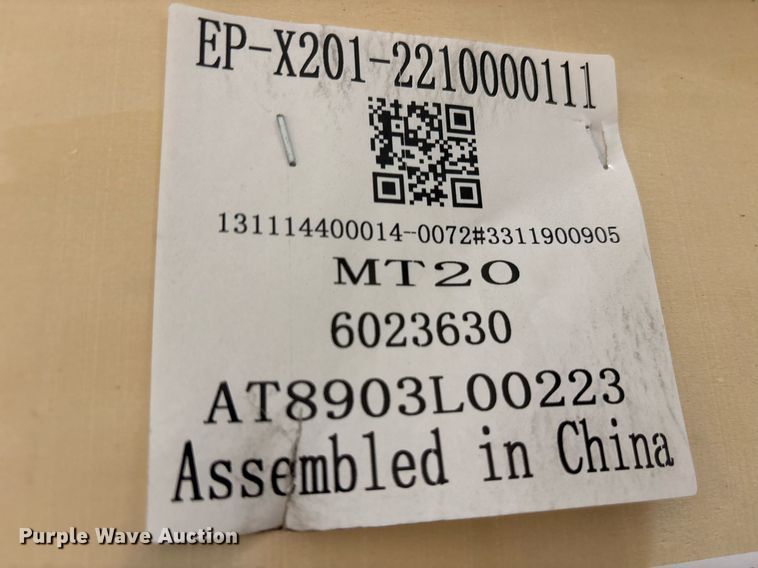 EP-X201-2210000111
131114400014--0072#3311900905
MT20
6023630
AT8903L00223
Assembled in China
Purple Wave Auction